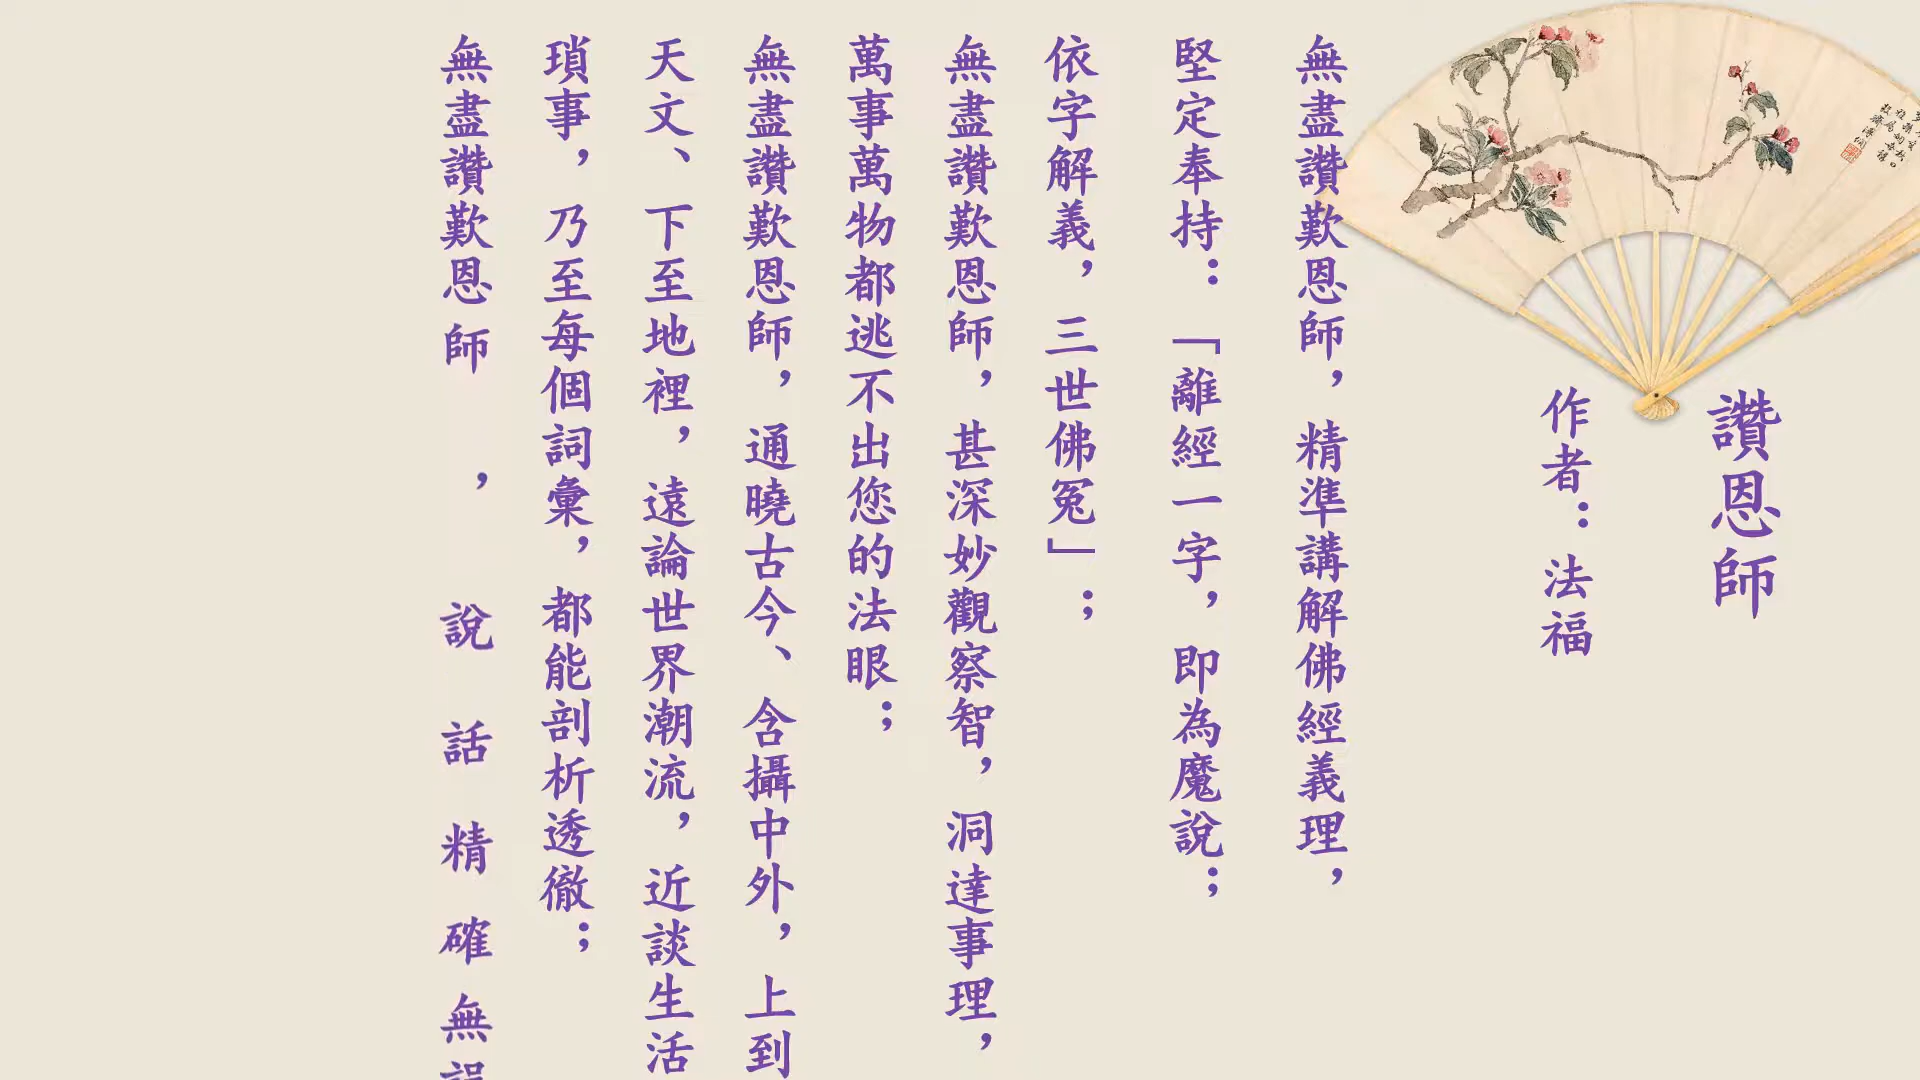 讚恩師
作者：法福
無盡讚歎恩師，精準講解佛經義理，
堅定奉持：「離經一字，即為魔說；
依字解義，三世佛冤」；
無盡讚歎恩師，甚深妙觀察智，洞達事理，
萬事萬物都逃不出您的法眼；
無盡讚歎恩師，通曉古今、含攝中外，上到
天文、下至地裡，遠論世界潮流，近談生活
瑣事，乃至每個詞彙，都能剖析透徹；
無盡讚歎恩師，說話精確無誤